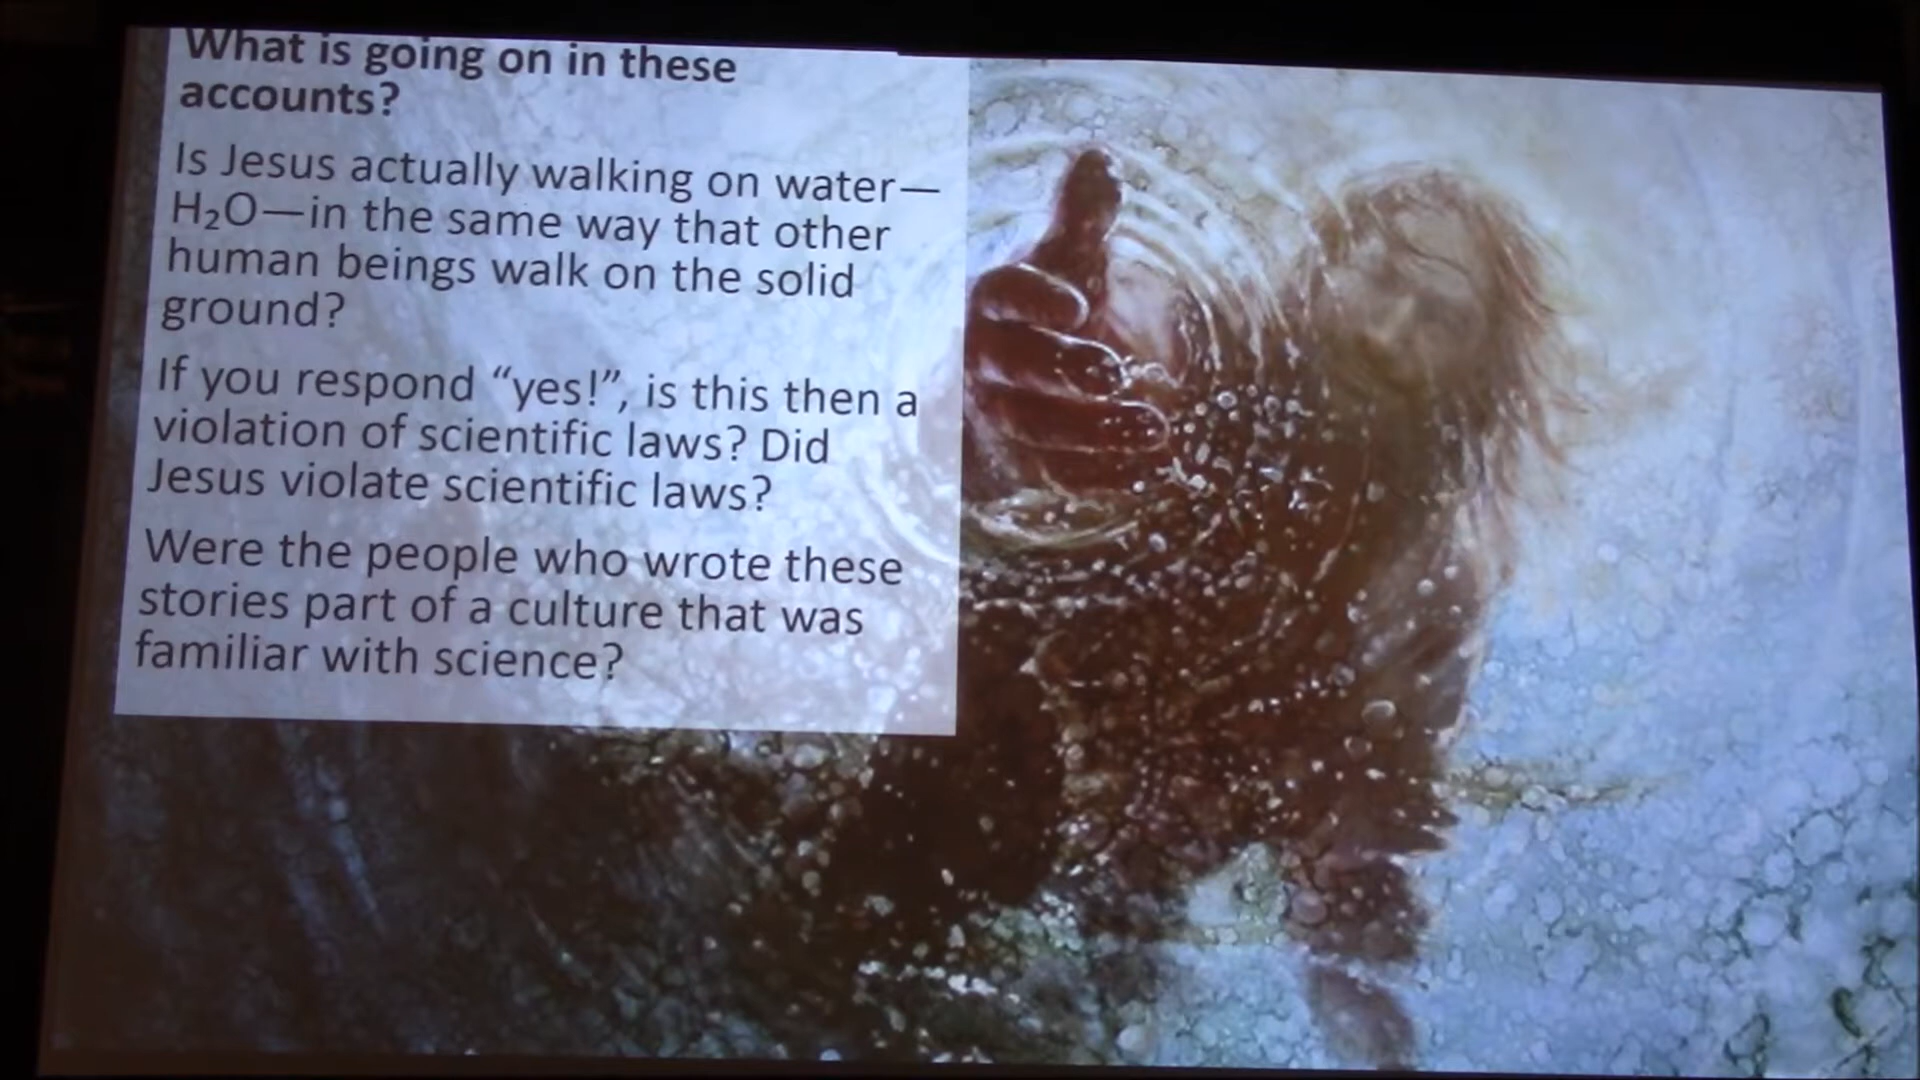 What is going on in these
accounts?
Is Jesus actually walking on water—
H₂O—in the same way that other
human beings walk on the solid
ground?
If you respond “yes!”, is this then a
violation of scientific laws? Did
Jesus violate scientific laws?
Were the people who wrote these
stories part of a culture that was
familiar with science?